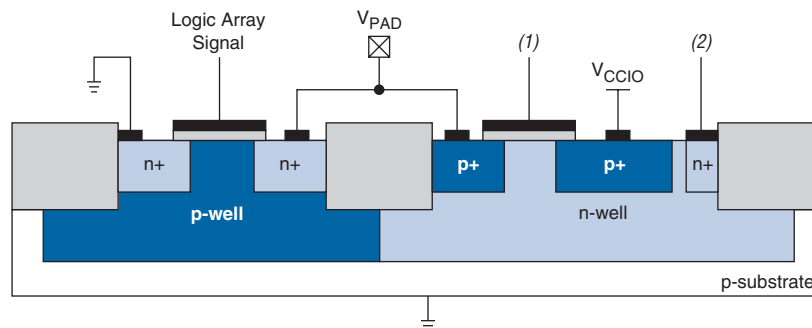 Logic Array
Signal
VPAD
(1)
(2)
VCCIO
n+
n+
p+
p+
n+
p-well
n-well
p-substrate